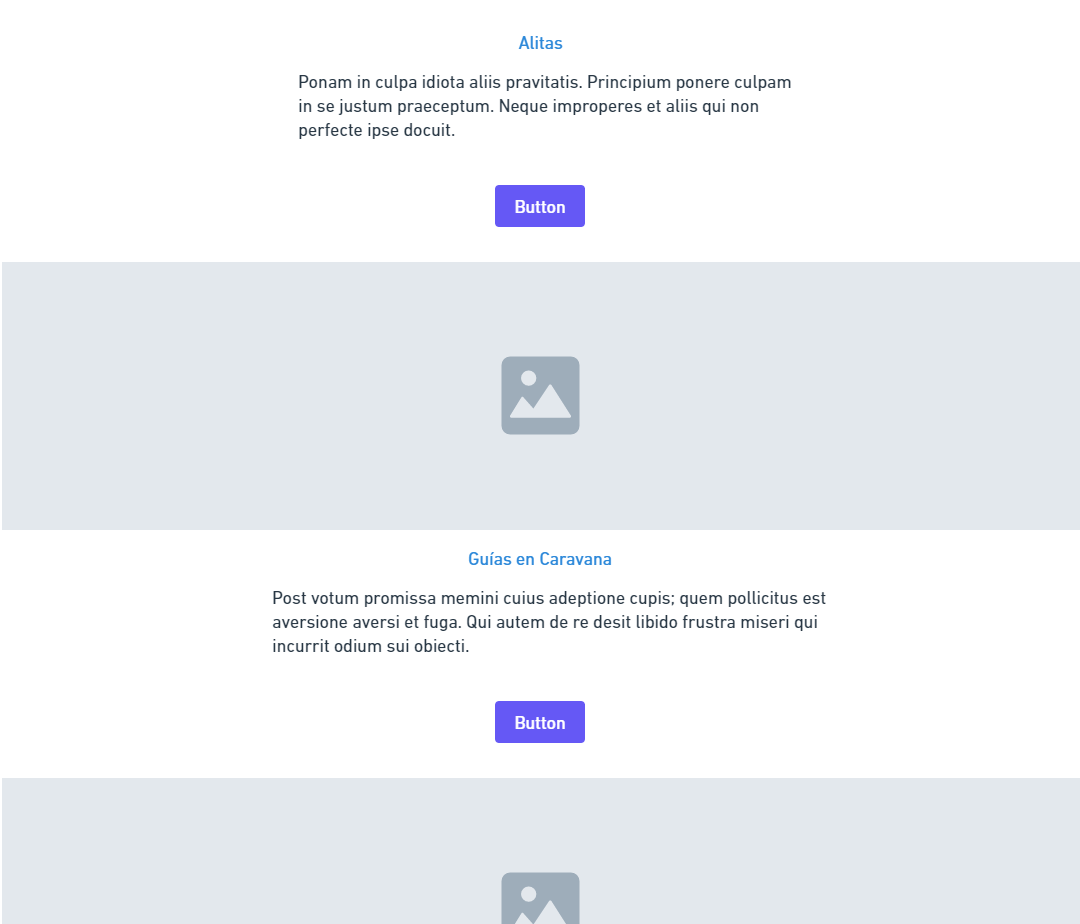 Alitas
Ponam in culpa idiota aliis pravitatis. Principium ponere culpam
in se justum praeceptum. Neque improperes et aliis qui non
perfecte ipse docuit.
Button
Guías en Caravana
Post votum promissa memini cuius adeptione cupis; quem pollicitus est
aversione aversi et fuga. Qui autem de re desit libido frustra miseri qui
incurrit odium sui obiecti.
Button